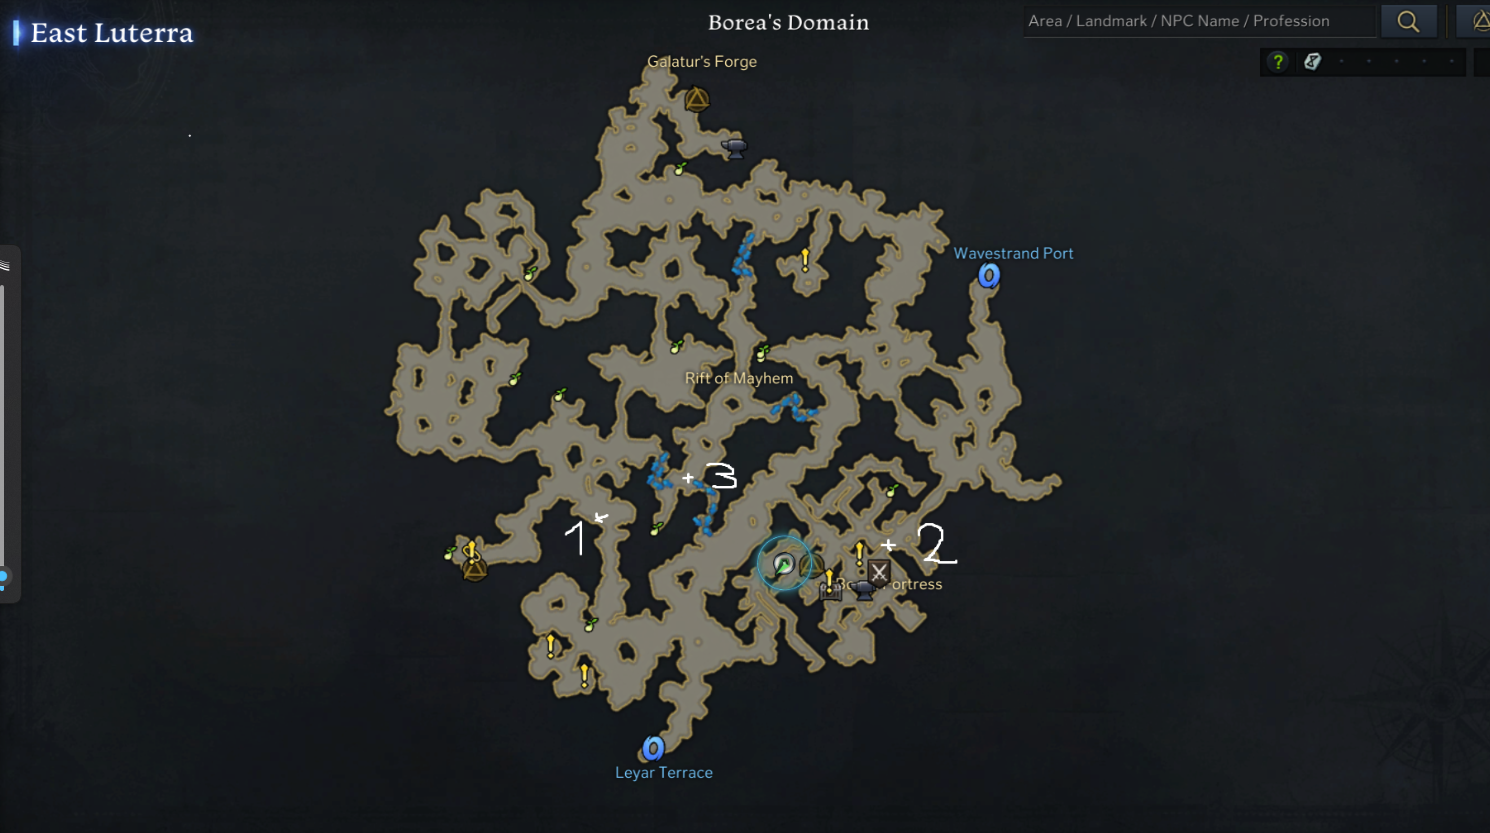 East Luterra
Borea's Domain
Area / Landmark / NPC Name / Profession
Galatur's Forge
Wavestrand Port
Rift of Mayhem
3
1
2
ortress
Leyar Terrace